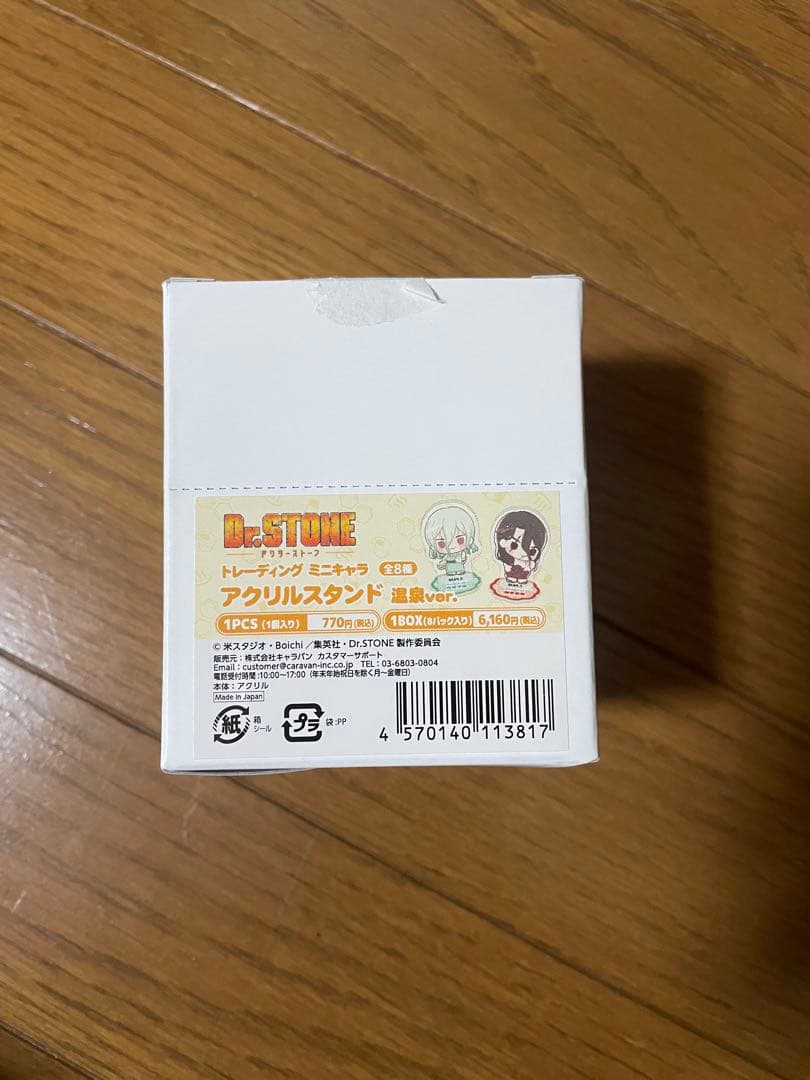 Dr.STONE
ドクターストーン
トレーディング ミニキャラ 全8種
アクリルスタンド 温泉ver.
1PCS (1個入り) 770円(税込) 1BOX(8パック入り) 6,160円(税込)
© 米スタジオ・Boichi/集英社・Dr.STONE 製作委員会
販売元:株式会社キャラバン カスタマーサポート
Email:customer@caravan-inc.co.jp TEL:03-6803-0804
電話受付時間:10:00~17:00 (年末年始祝日を除く月~金曜日)
本体:アクリル
Made in Japan
紙 箱 シール プラ 袋:PP
4 570140 113817